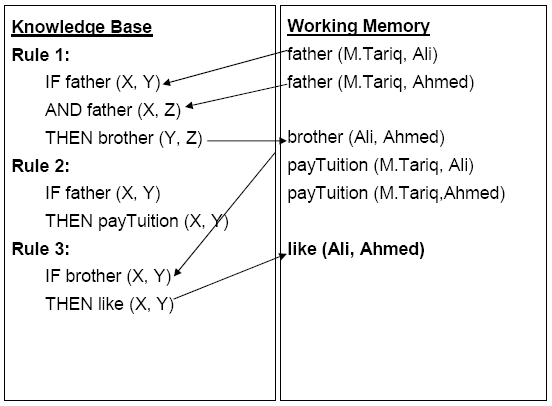 Knowledge Base
Rule 1:
IF father (X, Y)
AND father (X, Z)
THEN brother (Y, Z)
Rule 2:
IF father (X, Y)
THEN payTuition (X, Y)
Rule 3:
IF brother (X, Y)
THEN like (X, Y)
Working Memory
father (M.Tariq, Ali)
father (M.Tariq, Ahmed)
brother (Ali, Ahmed)
payTuition (M.Tariq, Ali)
payTuition (M.Tariq,Ahmed)
like (Ali, Ahmed)